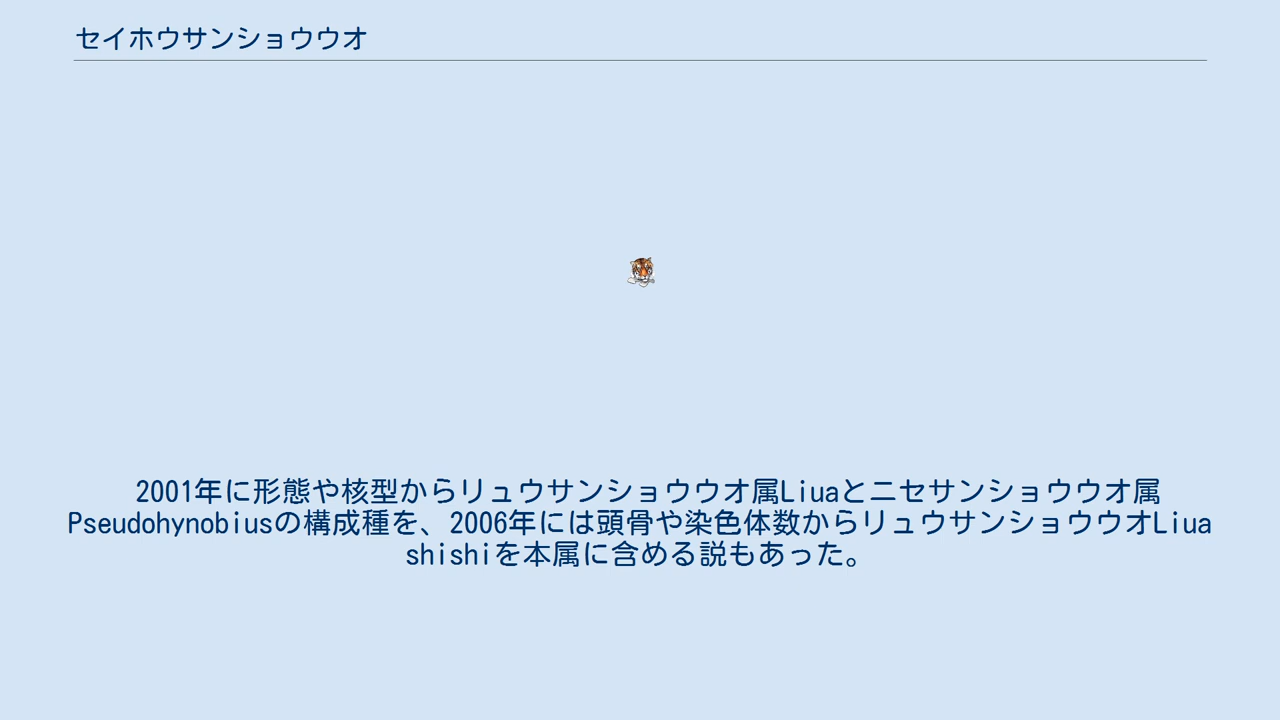 セイホウサンショウウオ
2001年に形態や核型からリュウサンショウウオ属Liuaとニセサンショウウオ属
Pseudohynobiusの構成種を、2006年には頭骨や染色体数からリュウサンショウウオLiua
shishiを本属に含める説もあった。